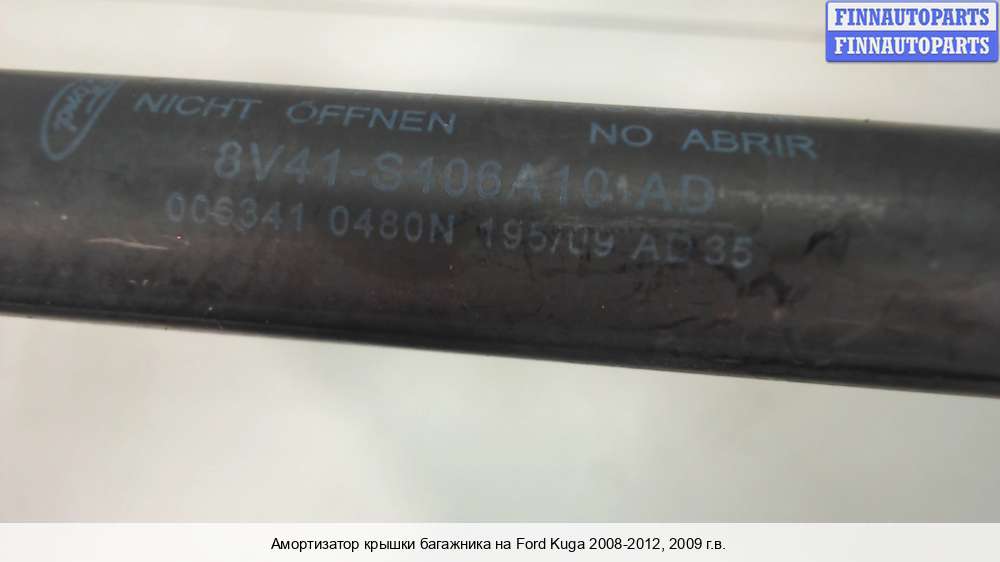 FINNAUTOPARTS
FINNAUTOPARTS
NICHT ÖFFNEN NO ABRIR
8V41-S406A10-AD
006341 0480N 195/09 AD 35
Амортизатор крышки багажника на Ford Kuga 2008-2012, 2009 г.в.